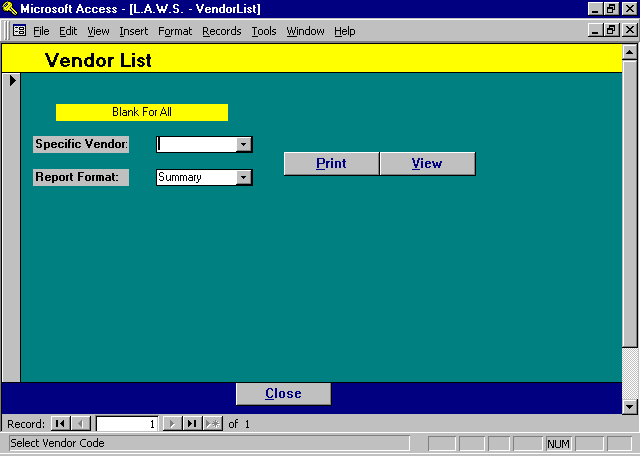 Microsoft Access - [L.A.W.S. - VendorList]
File Edit View Insert Format Records Tools Window Help
Vendor List
Blank For All
Specific Vendor:
Print View
Report Format: Summary
Close
Record: 1 of 1
Select Vendor Code NUM